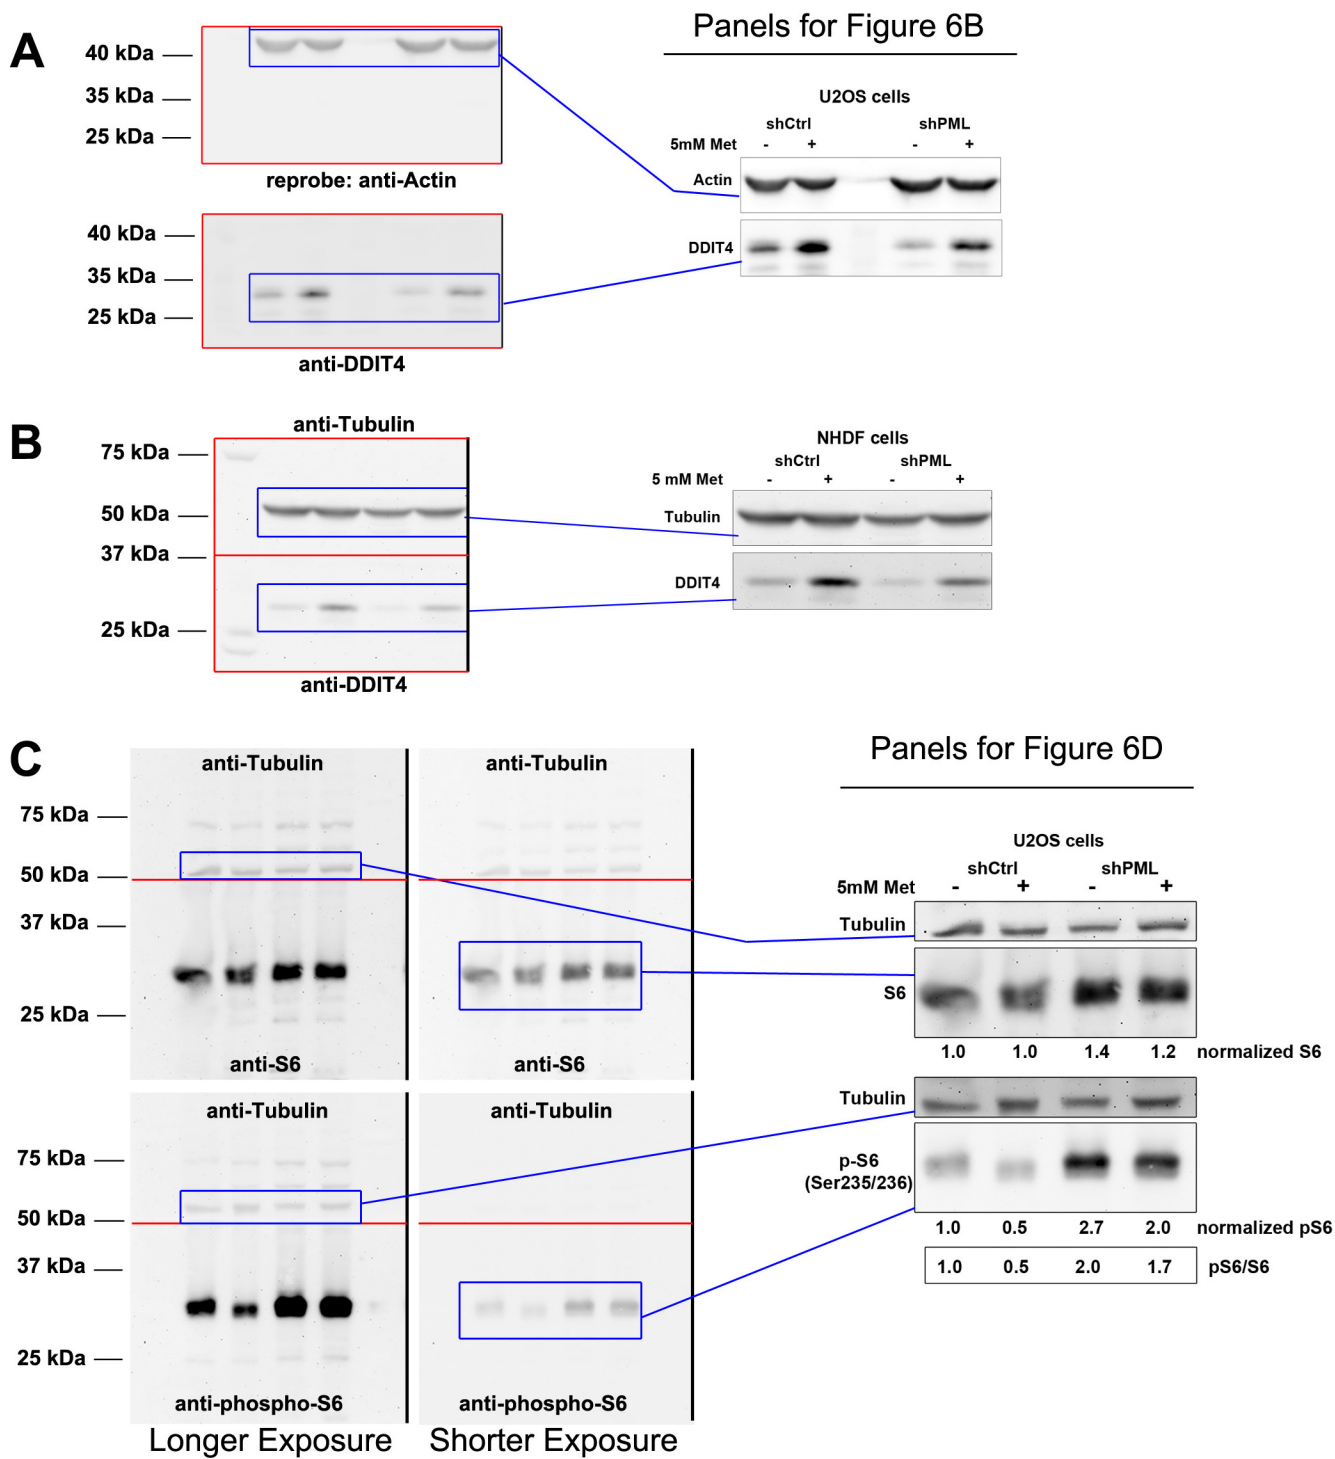 A
Panels for Figure 6B
40 kDa
35 kDa
25 kDa
reprobe: anti-Actin
U2OS cells
shCtrl shPML
5mM Met - + - +
Actin
DDIT4
40 kDa
35 kDa
25 kDa
anti-DDIT4
B
anti-Tubulin
75 kDa
50 kDa
37 kDa
25 kDa
anti-DDIT4
NHDF cells
shCtrl shPML
5 mM Met - + - +
Tubulin
DDIT4
C
Panels for Figure 6D
anti-Tubulin anti-Tubulin
75 kDa
50 kDa
37 kDa
25 kDa
anti-S6 anti-S6
anti-Tubulin anti-Tubulin
75 kDa
50 kDa
37 kDa
25 kDa
anti-phospho-S6 anti-phospho-S6
Longer Exposure Shorter Exposure
U2OS cells
shCtrl shPML
5mM Met - + - +
Tubulin
S6
1.0 1.0 1.4 1.2 normalized S6
Tubulin
p-S6
(Ser235/236)
1.0 0.5 2.7 2.0 normalized pS6
1.0 0.5 2.0 1.7 pS6/S6